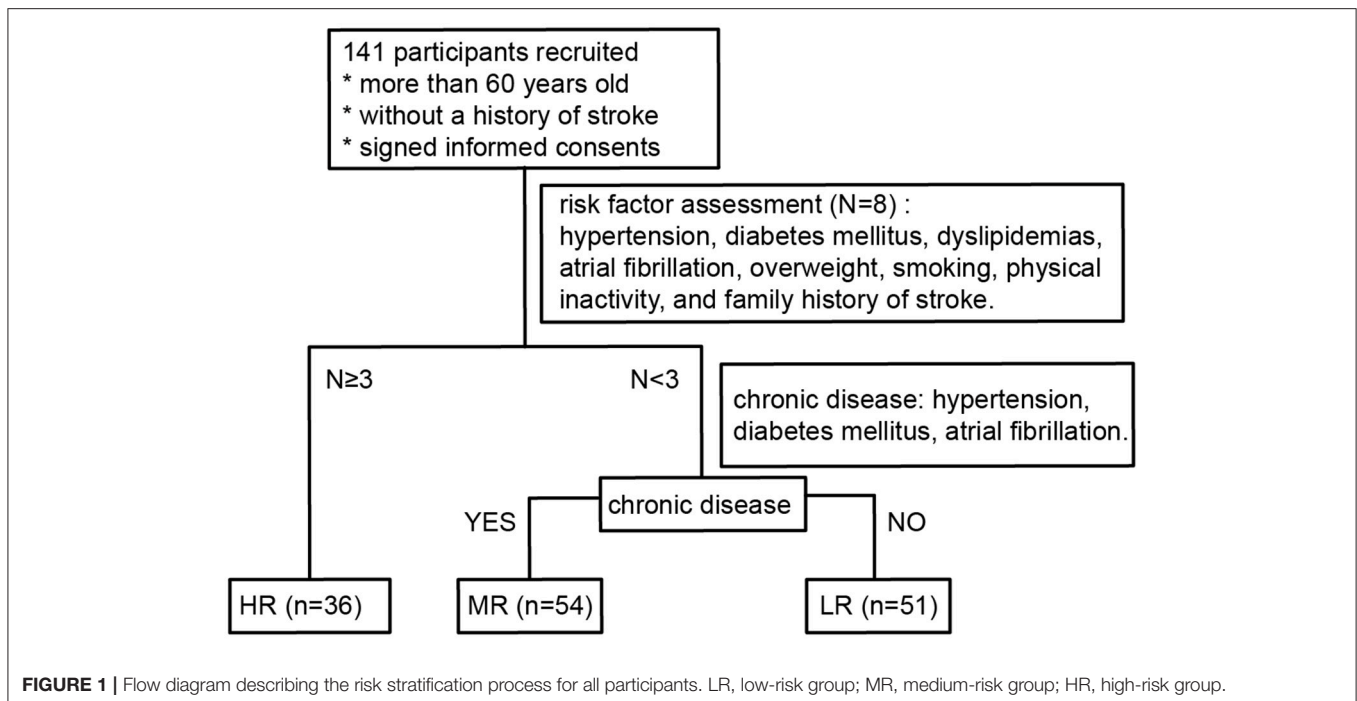 141 participants recruited
* more than 60 years old
* without a history of stroke
* signed informed consents
risk factor assessment (N=8) :
hypertension, diabetes mellitus, dyslipidemias,
atrial fibrillation, overweight, smoking, physical
inactivity, and family history of stroke.
N≥3
N<3
chronic disease: hypertension,
diabetes mellitus, atrial fibrillation.
chronic disease
YES
NO
HR (n=36)
MR (n=54)
LR (n=51)
FIGURE 1 | Flow diagram describing the risk stratification process for all participants. LR, low-risk group; MR, medium-risk group; HR, high-risk group.